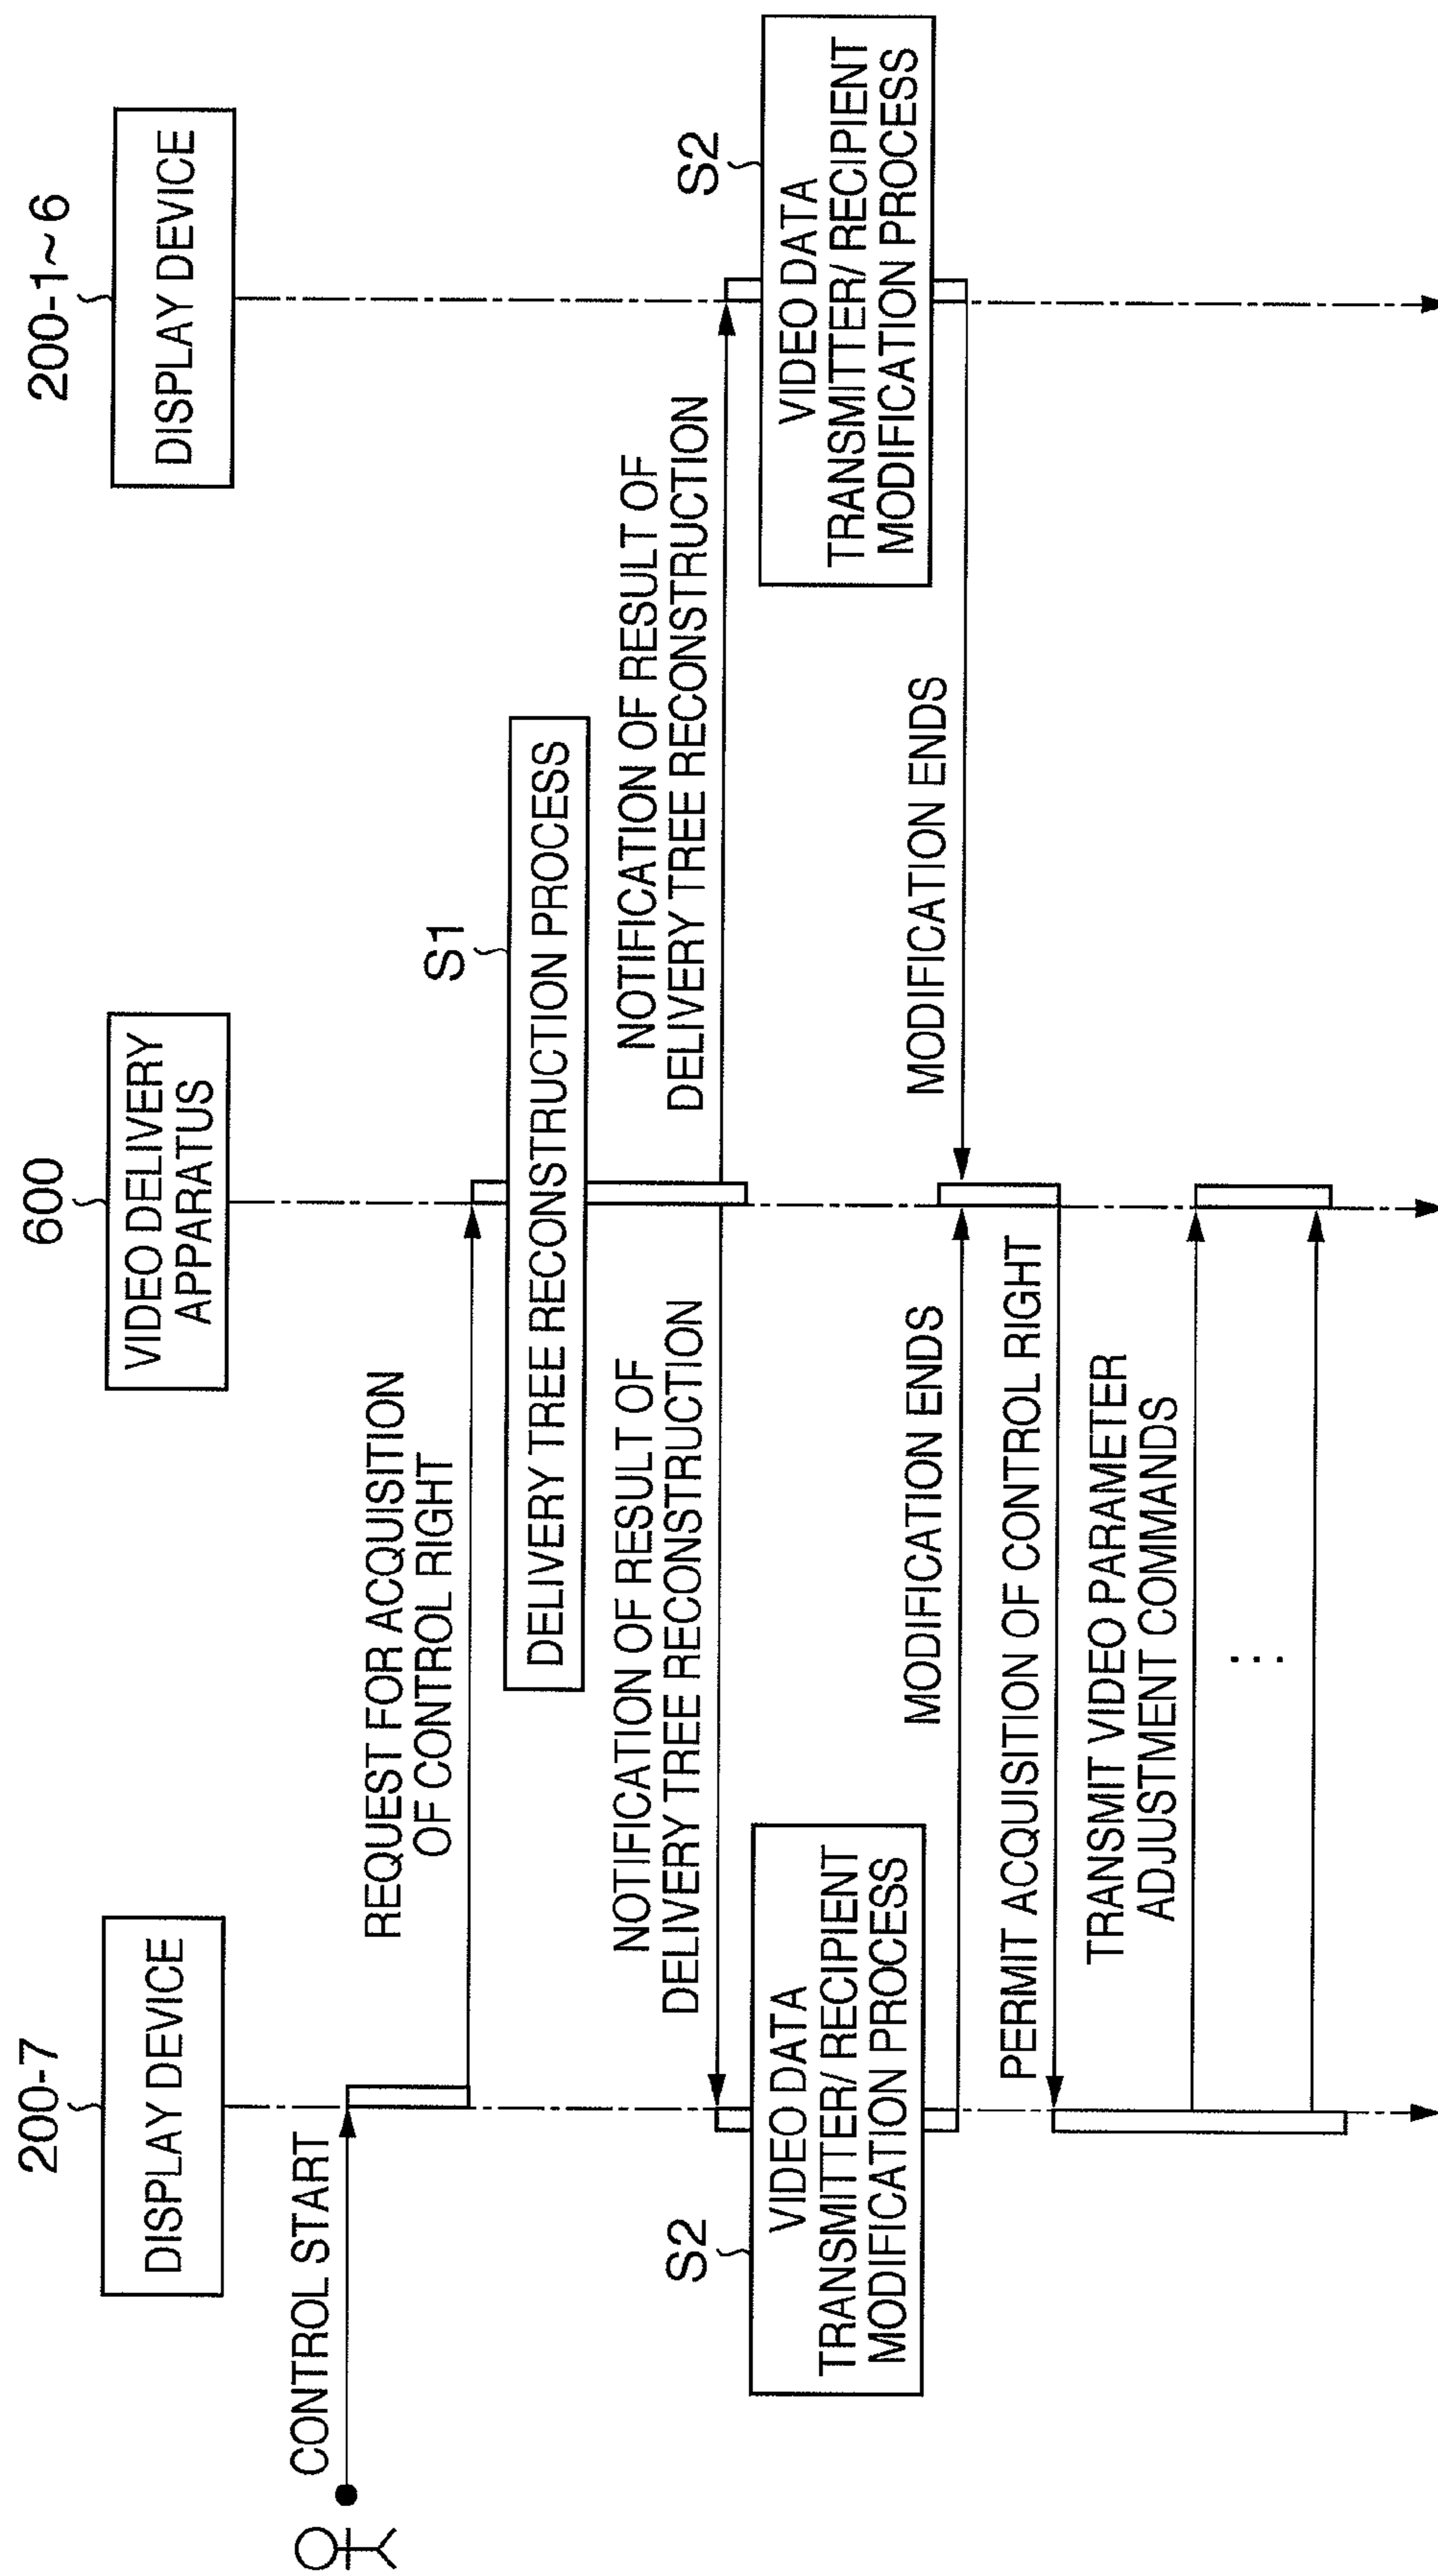 200-7
DISPLAY DEVICE
600
VIDEO DELIVERY
APPARATUS
200-1~6
DISPLAY DEVICE
CONTROL START
REQUEST FOR ACQUISITION
OF CONTROL RIGHT
S1
DELIVERY TREE RECONSTRUCTION PROCESS
NOTIFICATION OF RESULT OF
DELIVERY TREE RECONSTRUCTION
NOTIFICATION OF RESULT OF
DELIVERY TREE RECONSTRUCTION
S2
VIDEO DATA
TRANSMITTER/ RECIPIENT
MODIFICATION PROCESS
S2
VIDEO DATA
TRANSMITTER/ RECIPIENT
MODIFICATION PROCESS
MODIFICATION ENDS
MODIFICATION ENDS
PERMIT ACQUISITION OF CONTROL RIGHT
TRANSMIT VIDEO PARAMETER
ADJUSTMENT COMMANDS
...